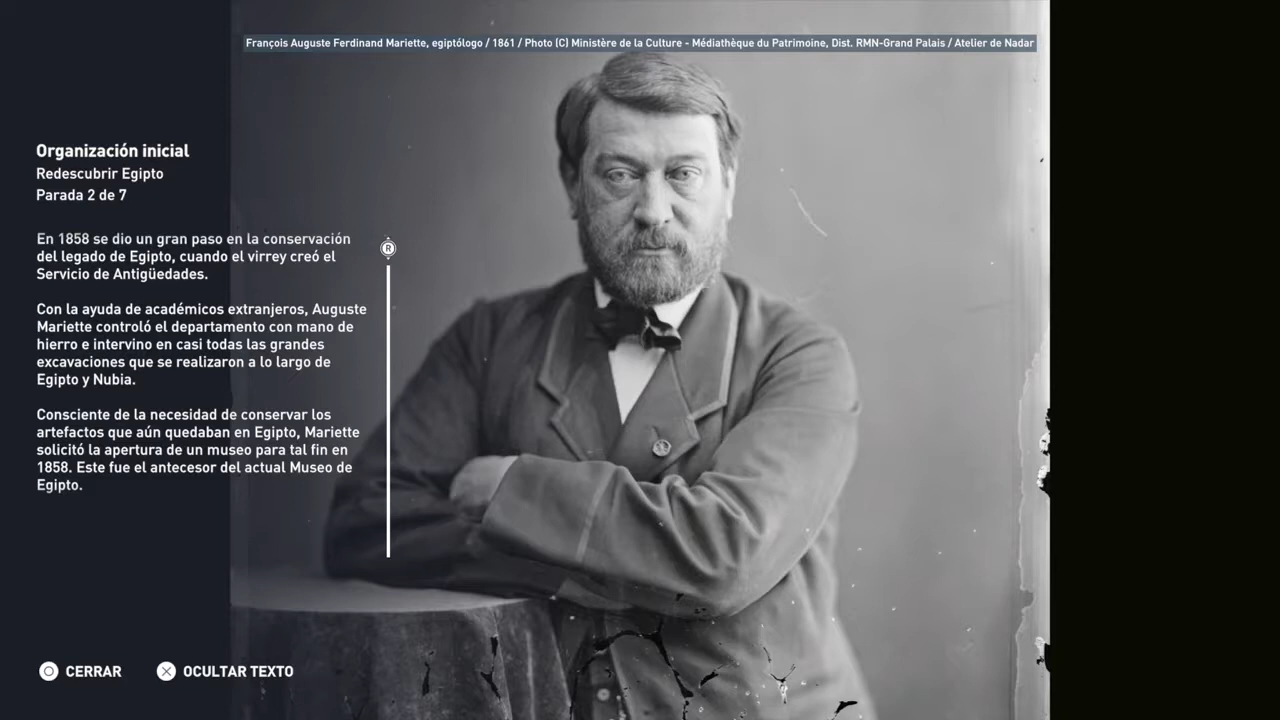 François Auguste Ferdinand Mariette, egiptólogo / 1861 / Photo (C) Ministère de la Culture - Médiathèque du Patrimoine, Dist. RMN-Grand Palais / Atelier de Nadar
Organización inicial
Redescubrir Egipto
Parada 2 de 7
En 1858 se dio un gran paso en la conservación
del legado de Egipto, cuando el virrey creó el
Servicio de Antigüedades.
Con la ayuda de académicos extranjeros, Auguste
Mariette controló el departamento con mano de
hierro e intervino en casi todas las grandes
excavaciones que se realizaron a lo largo de
Egipto y Nubia.
Consciente de la necesidad de conservar los
artefactos que aún quedaban en Egipto, Mariette
solicitó la apertura de un museo para tal fin en
1858. Este fue el antecesor del actual Museo de
Egipto.
R
CERRAR
OCULTAR TEXTO